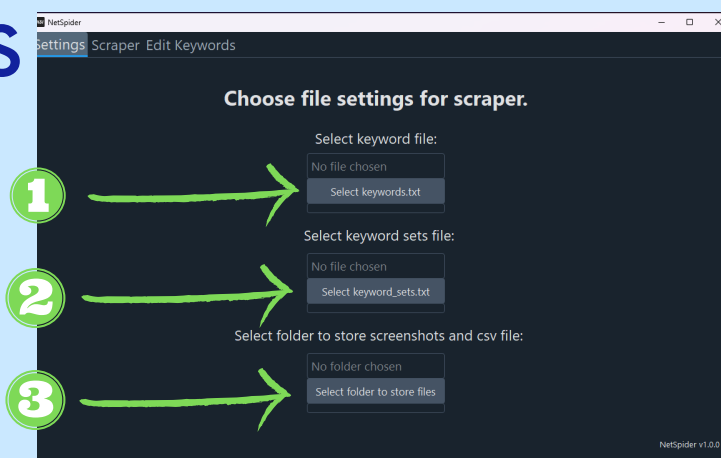 S
NetSpider
Settings Scraper Edit Keywords
Choose file settings for scraper.
Select keyword file:
No file chosen
1
Select keywords.txt
Select keyword sets file:
No file chosen
2
Select keyword_sets.txt
Select folder to store screenshots and csv file:
No folder chosen
3
Select folder to store files
NetSpider v1.0.0